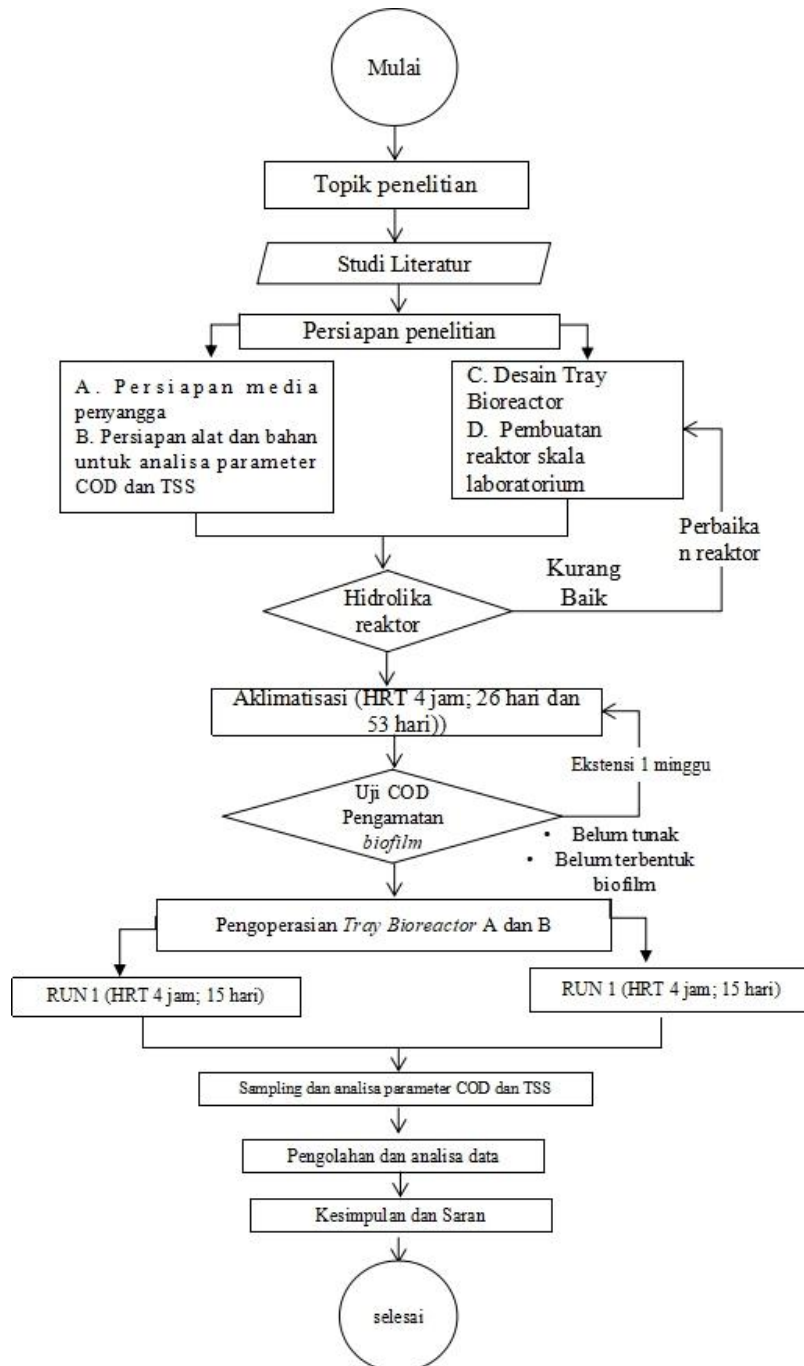 Mulai
Topik penelitian
Studi Literatur
Persiapan penelitian
A. Persiapan media
penyangga
B. Persiapan alat dan bahan
untuk analisa parameter
COD dan TSS
C. Desain Tray
Bioreactor
D. Pembuatan
reaktor skala
laboratorium
Perbaika
n reaktor
Kurang
Baik
Hidrolika
reaktor
Aklimatisasi (HRT 4 jam; 26 hari dan
53 hari))
Ekstensi 1 minggu
Uji COD
Pengamatan
biofilm
• Belum tunak
• Belum terbentuk
biofilm
Pengoperasian Tray Bioreactor A dan B
RUN 1 (HRT 4 jam; 15 hari)
RUN 1 (HRT 4 jam; 15 hari)
Sampling dan analisa parameter COD dan TSS
Pengolahan dan analisa data
Kesimpulan dan Saran
selesai